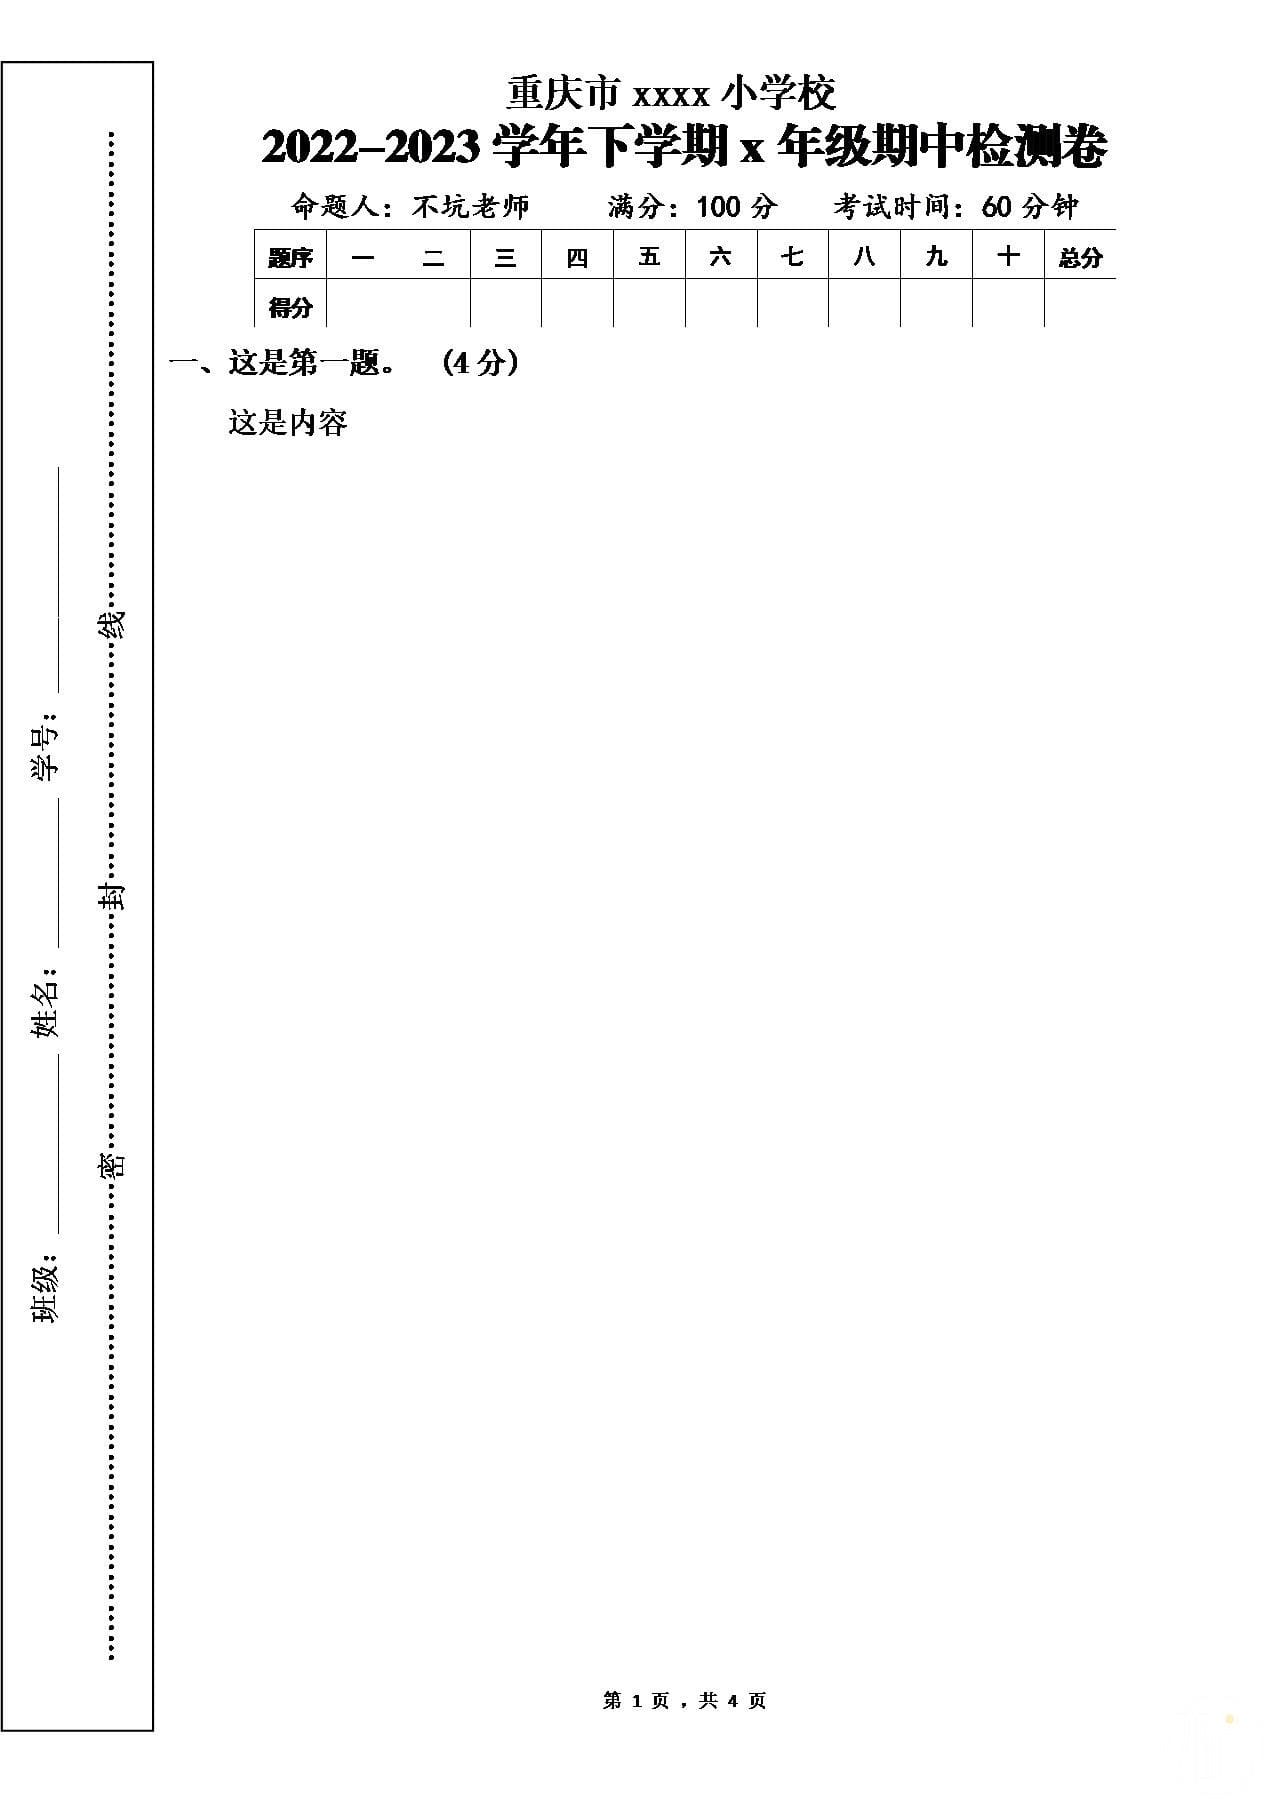 重庆市 xxxx 小学校
2022–2023 学年下学期 x 年级期中检测卷
命题人：不坑老师 满分：100 分 考试时间：60 分钟
题序 一 二 三 四 五 六 七 八 九 十 总分
得分
一、这是第一题。 （4 分）
这是内容
班级：____________ 姓名：__________ 学号：_______________
密 封 线
第 1 页 ，共 4 页